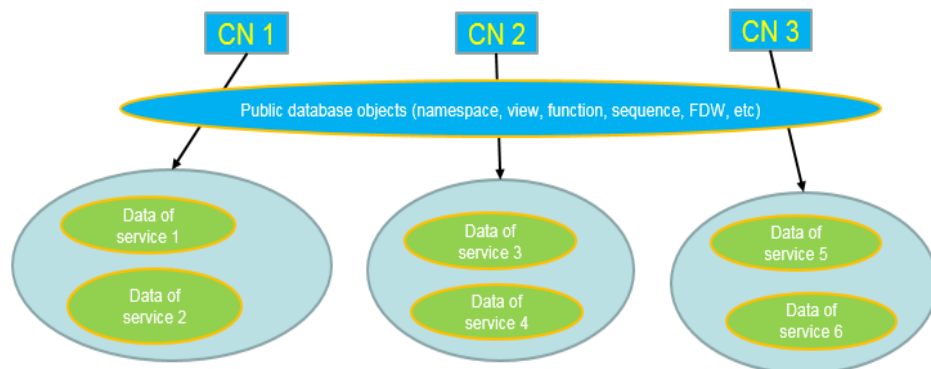 CN 1
CN 2
CN 3
Public database objects (namespace, view, function, sequence, FDW, etc)
Data of
service 1
Data of
service 2
Data of
service 3
Data of
service 4
Data of
service 5
Data of
service 6